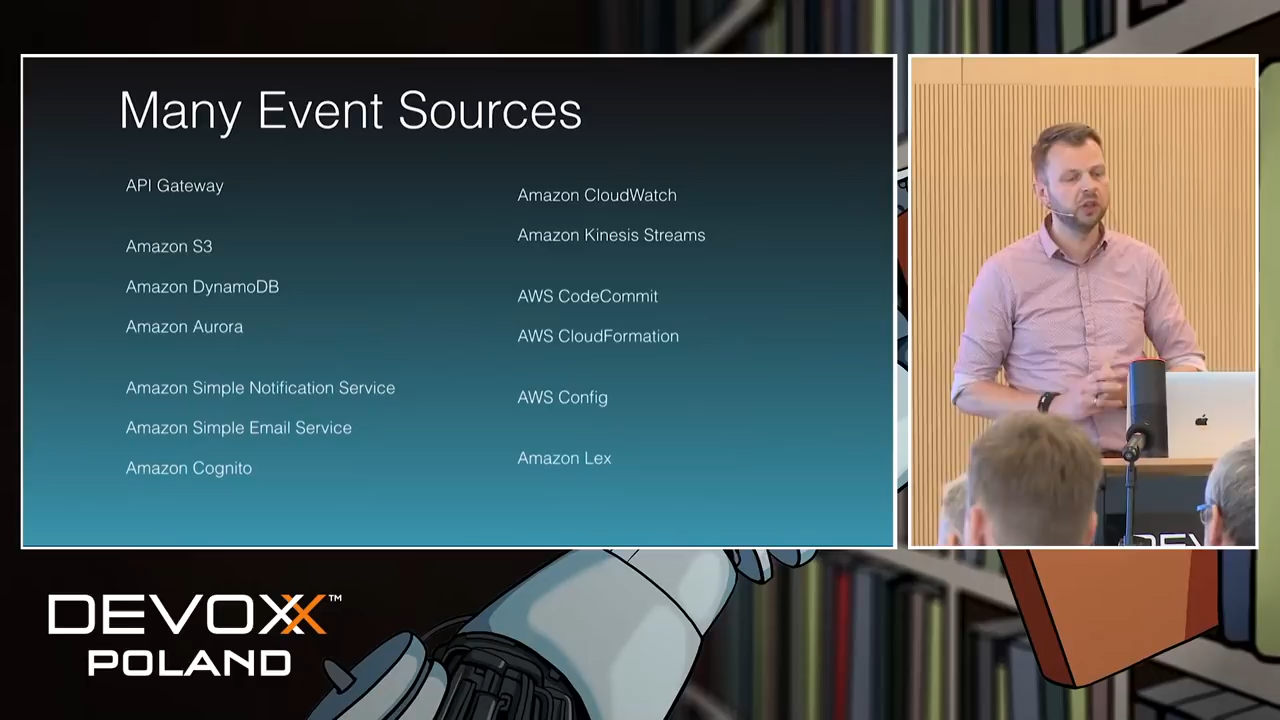 Many Event Sources
API Gateway
Amazon S3
Amazon DynamoDB
Amazon Aurora
Amazon Simple Notification Service
Amazon Simple Email Service
Amazon Cognito
Amazon CloudWatch
Amazon Kinesis Streams
AWS CodeCommit
AWS CloudFormation
AWS Config
Amazon Lex
DEVOXX™
POLAND